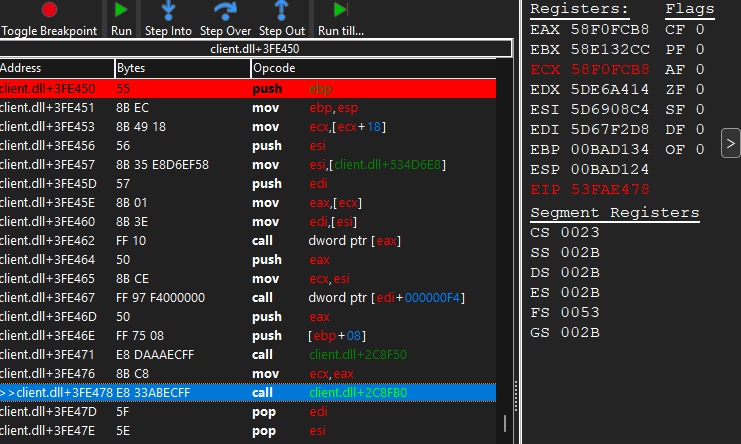 Toggle Breakpoint Run Step Into Step Over Step Out Run till...
client.dll+3FE450
Address Bytes Opcode
client.dll+3FE450 55 push ebp
client.dll+3FE451 8B EC mov ebp,esp
client.dll+3FE453 8B 49 18 mov ecx,[ecx+18]
client.dll+3FE456 56 push esi
client.dll+3FE457 8B 35 E8D6EF58 mov esi,[client.dll+534D6E8]
client.dll+3FE45D 57 push edi
client.dll+3FE45E 8B 01 mov eax,[ecx]
client.dll+3FE460 8B 3E mov edi,[esi]
client.dll+3FE462 FF 10 call dword ptr [eax]
client.dll+3FE464 50 push eax
client.dll+3FE465 8B CE mov ecx,esi
client.dll+3FE467 FF 97 F4000000 call dword ptr [edi+000000F4]
client.dll+3FE46D 50 push eax
client.dll+3FE46E FF 75 08 push [ebp+08]
client.dll+3FE471 E8 DAAAECFF call client.dll+2C8F50
client.dll+3FE476 8B C8 mov ecx,eax
>>client.dll+3FE478 E8 33ABECFF call client.dll+2C8FB0
client.dll+3FE47D 5F pop edi
client.dll+3FE47E 5E pop esi
Registers: Flags
EAX 58F0FCB8 CF 0
EBX 58E132CC PF 0
ECX 58F0FCB8 AF 0
EDX 5DE6A414 ZF 0
ESI 5D6908C4 SF 0
EDI 5D67F2D8 DF 0
EBP 00BAD134 OF 0
ESP 00BAD124
EIP 53FAE478
Segment Registers
CS 0023
SS 002B
DS 002B
ES 002B
FS 0053
GS 002B
>